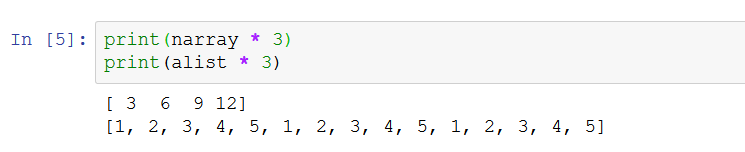 In [5]: print(narray * 3)
print(alist * 3)
[ 3  6  9 12]
[1, 2, 3, 4, 5, 1, 2, 3, 4, 5, 1, 2, 3, 4, 5]